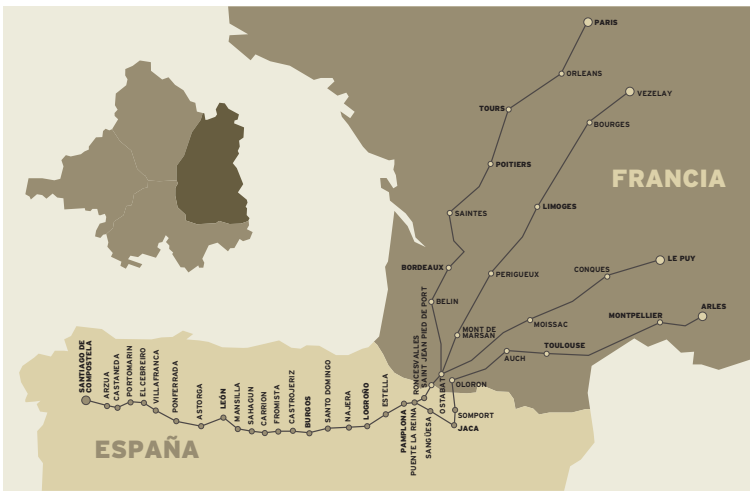 PARIS
ORLEANS
VEZELAY
TOURS
BOURGES
POITIERS
FRANCIA
LIMOGES
SAINTES
LE PUY
BORDEAUX
CONQUES
PERIGUEUX
BELIN
ARLES
MONTPELLIER
MOISSAC
MONT DE
MARSAN
TOULOUSE
AUCH
OLORON
SOMPORT
JACA
SANTIAGO DE
COMPOSTELA
ARZUA
CASTANEDA
PORTOMARIN
EL CEBREIRO
VILLAFRANCA
PONFERRADA
ASTORGA
LEÓN
MANSILLA
SAHAGUN
CARRION
FROMISTA
CASTROJERIZ
BURGOS
SANTO DOMINGO
NAJERA
LOGROÑO
ESTELLA
PAMPLONA
PUENTE LA REINA
RONCESVALLES
SAINT JEAN PIED DE PORT
SANGÜESA
OSTABAT
ESPAÑA